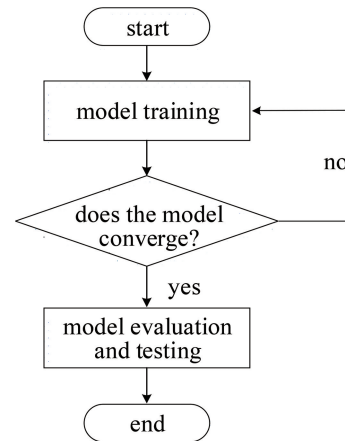 start
model training
no
does the model
converge?
yes
model evaluation
and testing
end